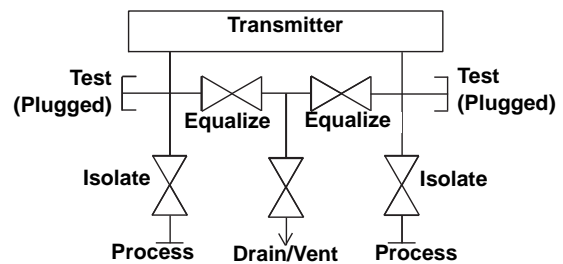 Transmitter
Test
(Plugged)
Test
(Plugged)
Equalize
Equalize
Isolate
Isolate
Process
Drain/Vent
Process